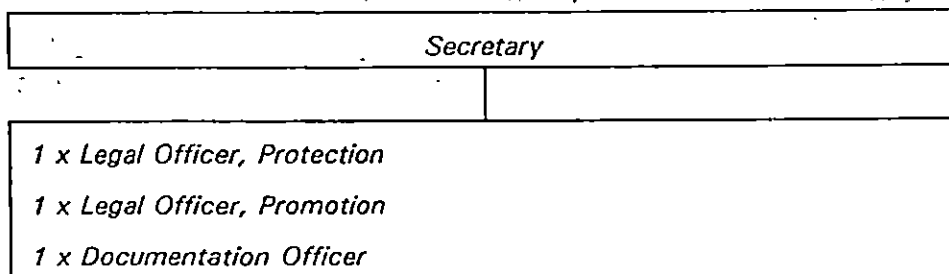 Secretary
1 x Legal Officer, Protection
1 x Legal Officer, Promotion
1 x Documentation Officer